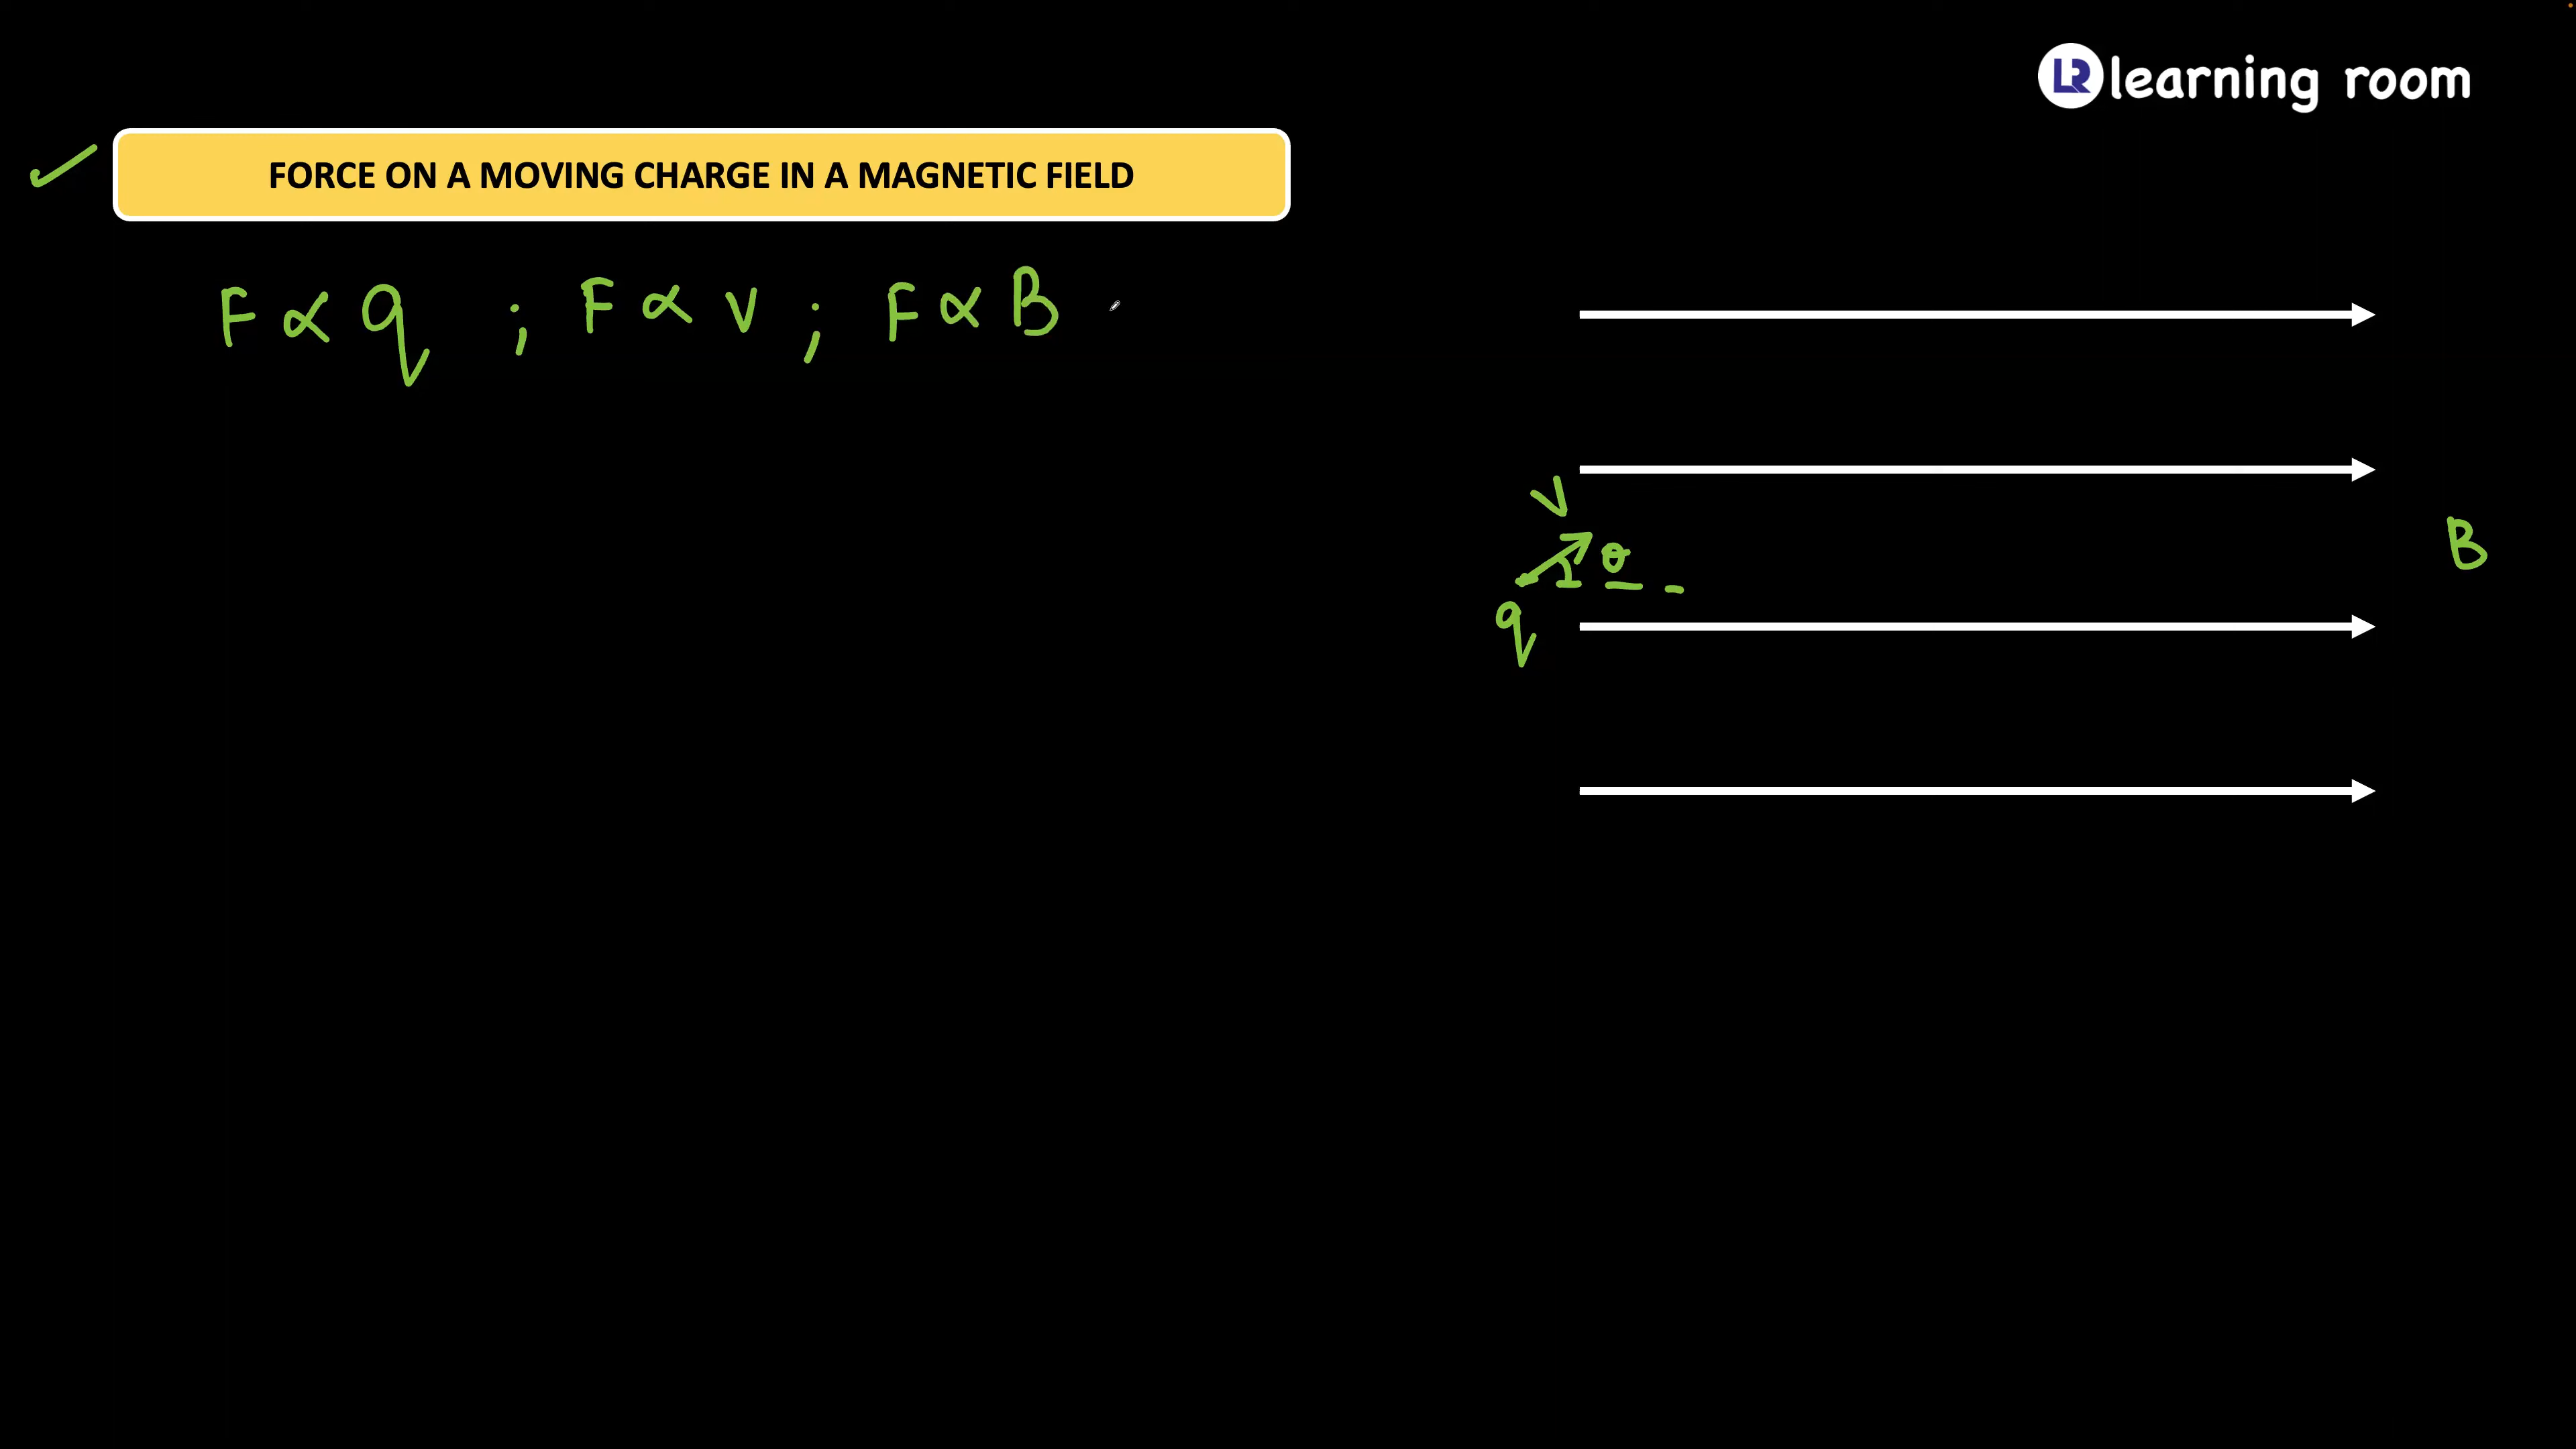 learning room
FORCE ON A MOVING CHARGE IN A MAGNETIC FIELD
F ∝ q ; F ∝ v ; F ∝ B
v
θ
B
q